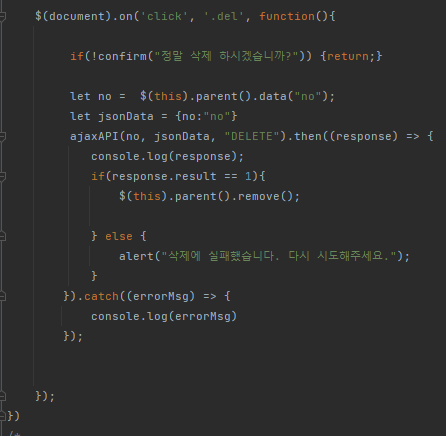 $(document).on('click', '.del', function(){
if(!confirm("정말 삭제 하시겠습니까?")) {return;}
let no =  $(this).parent().data("no");
let jsonData = {no:"no"}
ajaxAPI(no, jsonData, "DELETE").then((response) => {
console.log(response);
if(response.result == 1){
$(this).parent().remove();
} else {
alert("삭제에 실패했습니다. 다시 시도해주세요.");
}
}).catch((errorMsg) => {
console.log(errorMsg)
});
});
})
/*